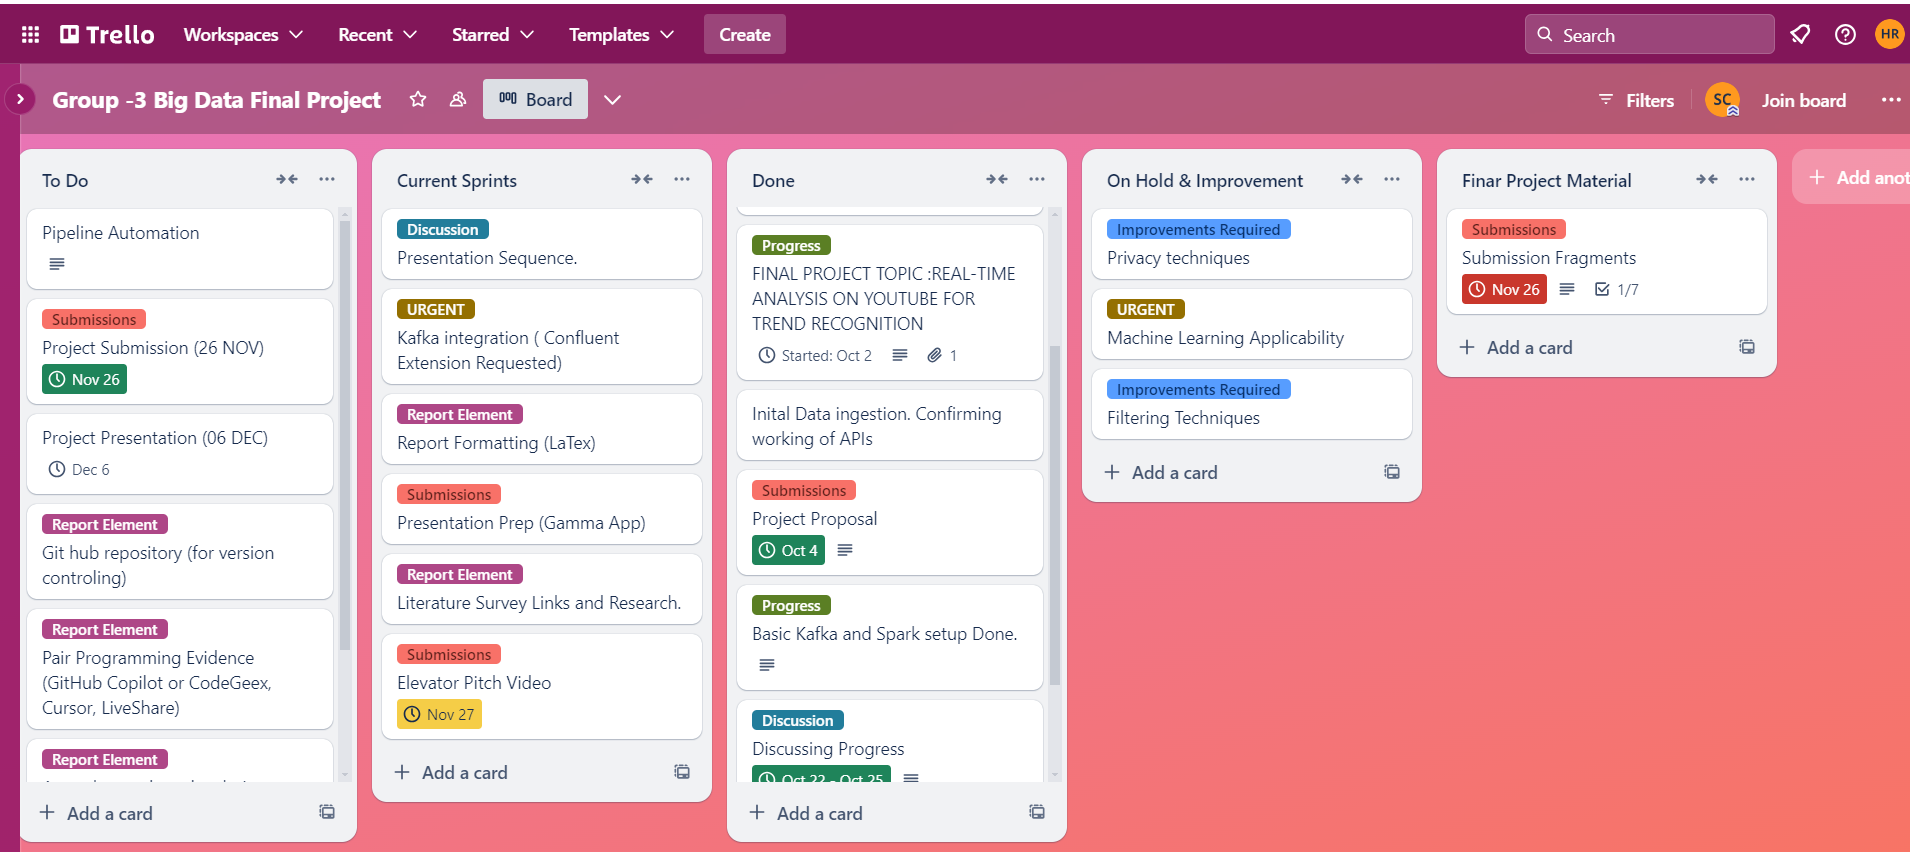 Trello
Workspaces
Recent
Starred
Templates
Create
Search
HR
Group -3 Big Data Final Project
Board
Filters
SC
Join board
To Do
Pipeline Automation
Submissions
Project Submission (26 NOV)
Nov 26
Project Presentation (06 DEC)
Dec 6
Report Element
Git hub repository (for version
controling)
Report Element
Pair Programming Evidence
(GitHub Copilot or CodeGeex,
Cursor, LiveShare)
Report Element
Add a card
Current Sprints
Discussion
Presentation Sequence.
URGENT
Kafka integration ( Confluent
Extension Requested)
Report Element
Report Formatting (LaTex)
Submissions
Presentation Prep (Gamma App)
Report Element
Literature Survey Links and Research.
Submissions
Elevator Pitch Video
Nov 27
Add a card
Done
Progress
FINAL PROJECT TOPIC :REAL-TIME
ANALYSIS ON YOUTUBE FOR
TREND RECOGNITION
Started: Oct 2
1
Inital Data ingestion. Confirming
working of APIs
Submissions
Project Proposal
Oct 4
Progress
Basic Kafka and Spark setup Done.
Discussion
Discussing Progress
Oct 22 - Oct 25
Add a card
On Hold & Improvement
Improvements Required
Privacy techniques
URGENT
Machine Learning Applicability
Improvements Required
Filtering Techniques
Add a card
Finar Project Material
Submissions
Submission Fragments
Nov 26
1/7
Add a card
Add anot